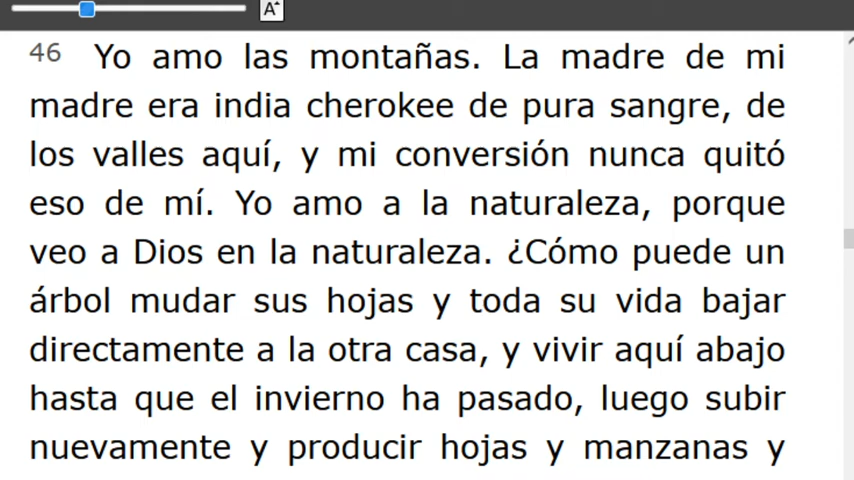 A
46 Yo amo las montañas. La madre de mi
madre era india cherokee de pura sangre, de
los valles aquí, y mi conversión nunca quitó
eso de mí. Yo amo a la naturaleza, porque
veo a Dios en la naturaleza. ¿Cómo puede un
árbol mudar sus hojas y toda su vida bajar
directamente a la otra casa, y vivir aquí abajo
hasta que el invierno ha pasado, luego subir
nuevamente y producir hojas y manzanas y